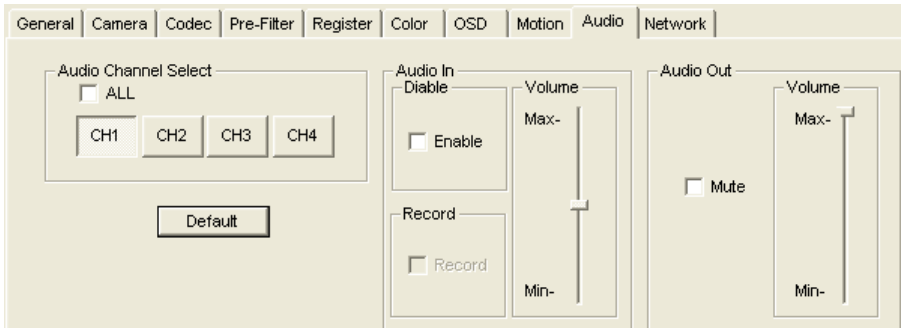 General Camera Codec Pre-Filter Register Color OSD Motion Audio Network
Audio Channel Select
ALL
CH1 CH2 CH3 CH4
Default
Audio In
Diable
Enable
Record
Record
Volume
Max-
Min-
Audio Out
Mute
Volume
Max-
Min-